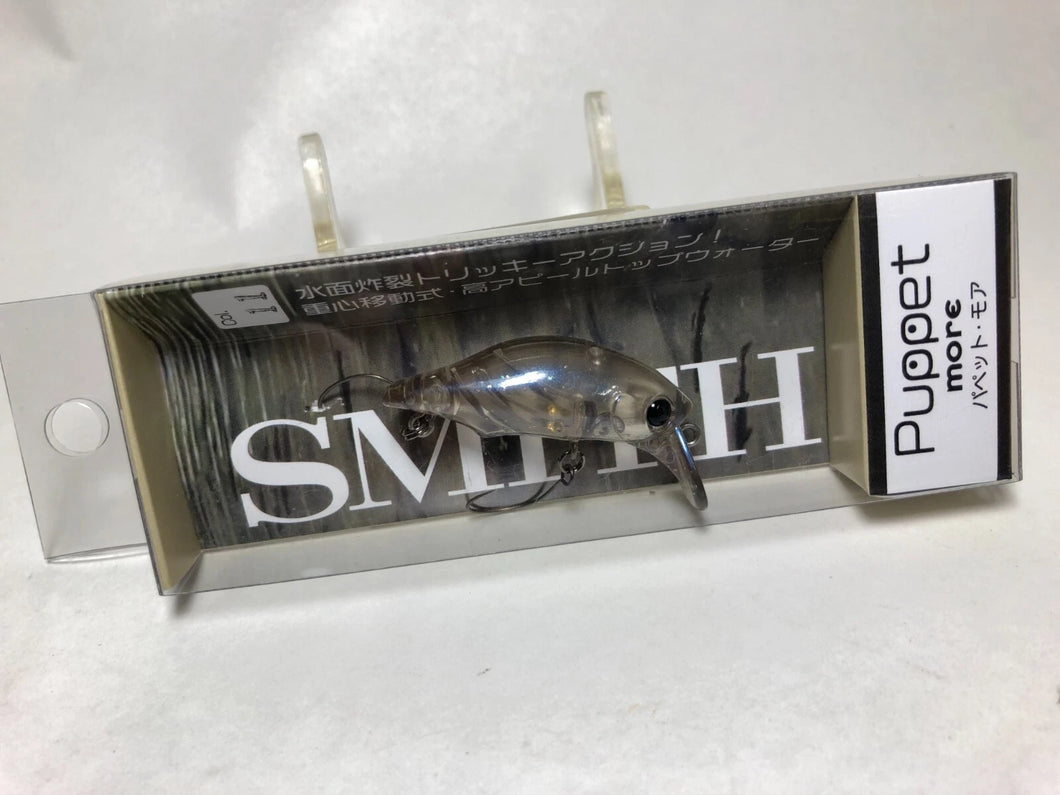 水面炸裂トリッキーアクション!
重心移動式・高アピールトップウォーター
SMITH
Puppet
more
パペット・モア